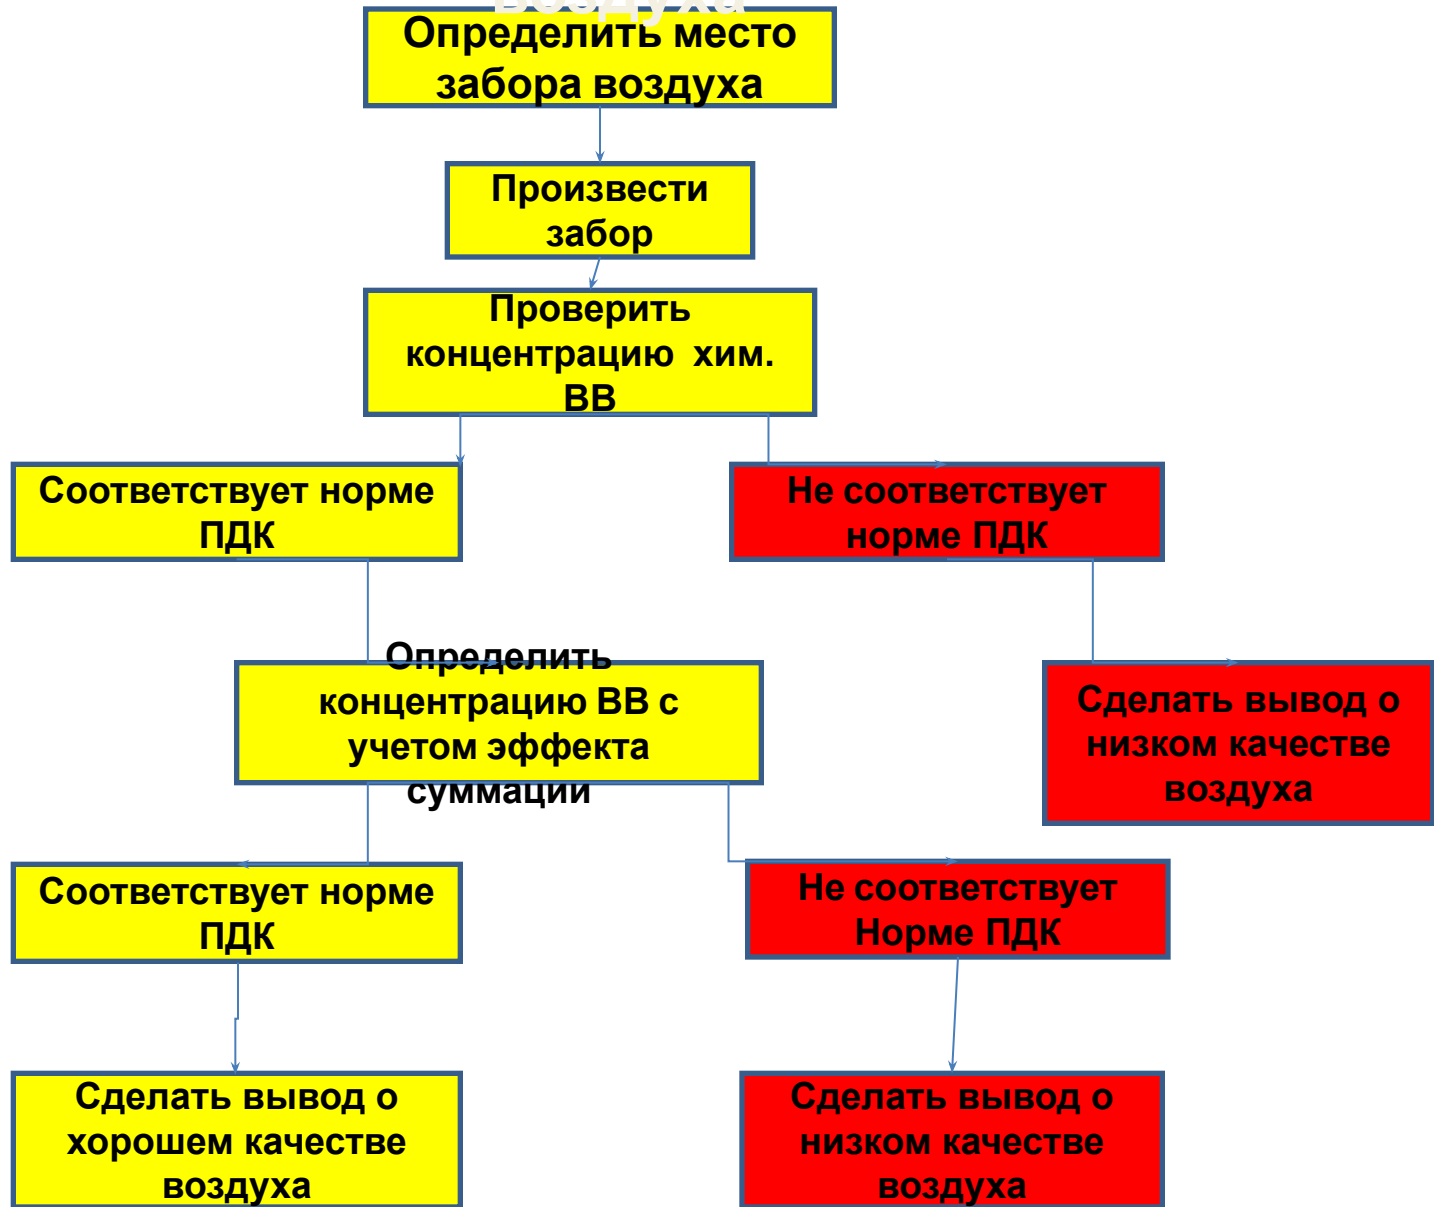 воздуха
Определить место
забора воздуха
Произвести
забор
Проверить
концентрацию хим.
ВВ
Соответствует норме
ПДК
Не соответствует
норме ПДК
Определить
концентрацию ВВ с
учетом эффекта
суммации
Сделать вывод о
низком качестве
воздуха
Соответствует норме
ПДК
Не соответствует
Норме ПДК
Сделать вывод о
хорошем качестве
воздуха
Сделать вывод о
низком качестве
воздуха